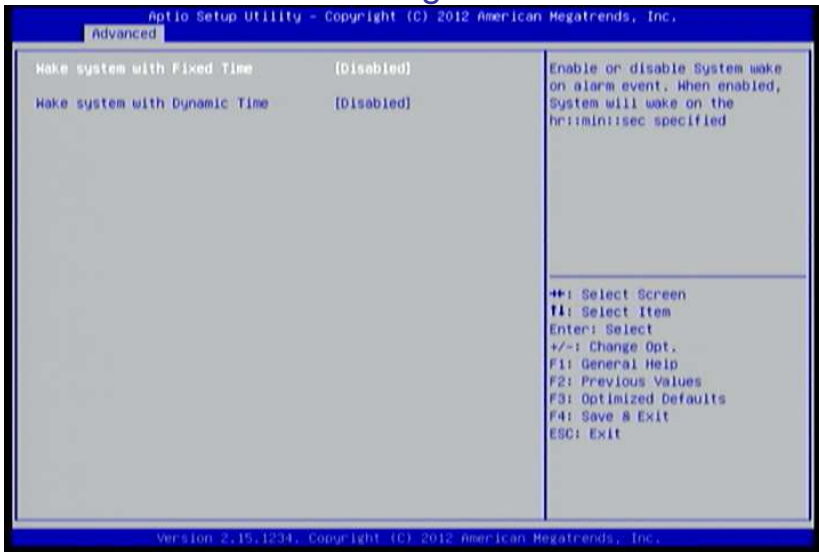 Aptio Setup Utility - Copyright (C) 2012 American Megatrends, Inc.
Advanced
Wake system with Fixed Time [Disabled]
Wake system with Dynamic Time [Disabled]
Enable or disable System wake
on alarm event. When enabled,
System will wake on the
hr::min::sec specified
→←: Select Screen
↑↓: Select Item
Enter: Select
+/-: Change Opt.
F1: General Help
F2: Previous Values
F3: Optimized Defaults
F4: Save & Exit
ESC: Exit
Version 2.15.1234. Copyright (C) 2012 American Megatrends, Inc.